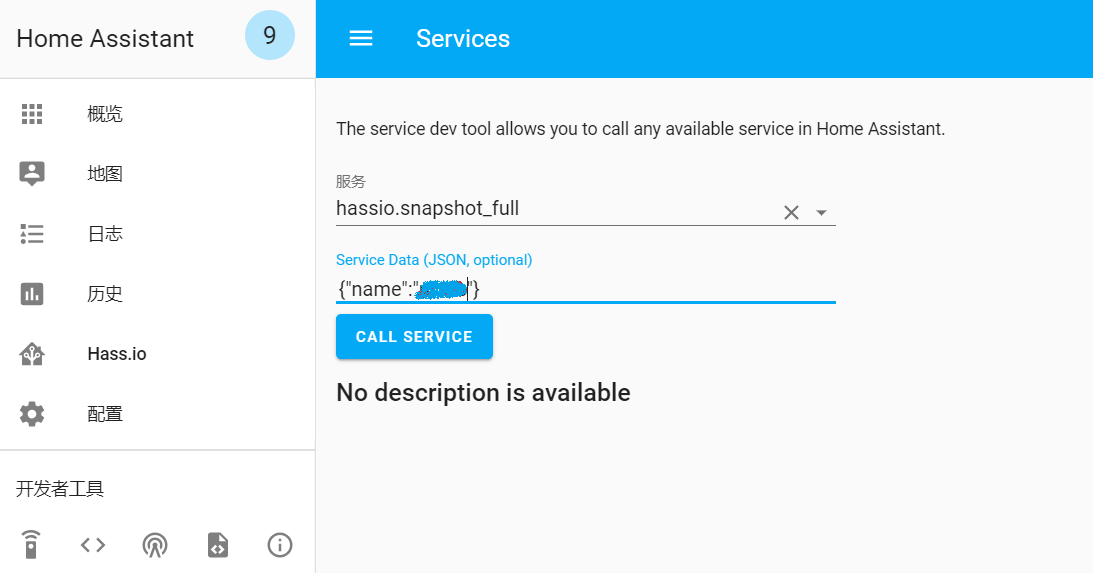 Home Assistant
9
概览
地图
日志
历史
Hass.io
配置
开发者工具
Services
The service dev tool allows you to call any available service in Home Assistant.
服务
hassio.snapshot_full
Service Data (JSON, optional)
{"name":""}
CALL SERVICE
No description is available